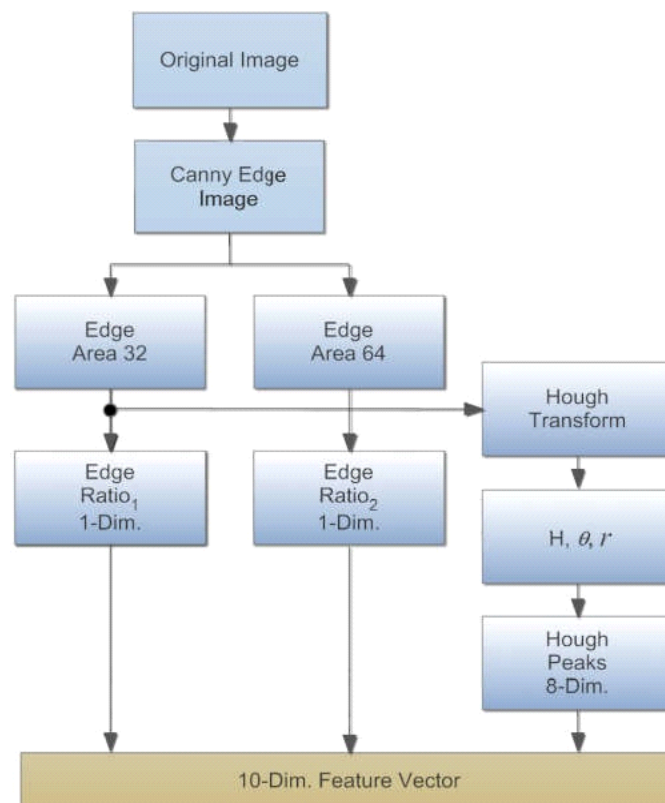 Original Image
Canny Edge
Image
Edge
Area 32
Edge
Area 64
Hough
Transform
Edge
Ratio₁
1-Dim.
Edge
Ratio₂
1-Dim.
H, θ, r
Hough
Peaks
8-Dim.
10-Dim. Feature Vector